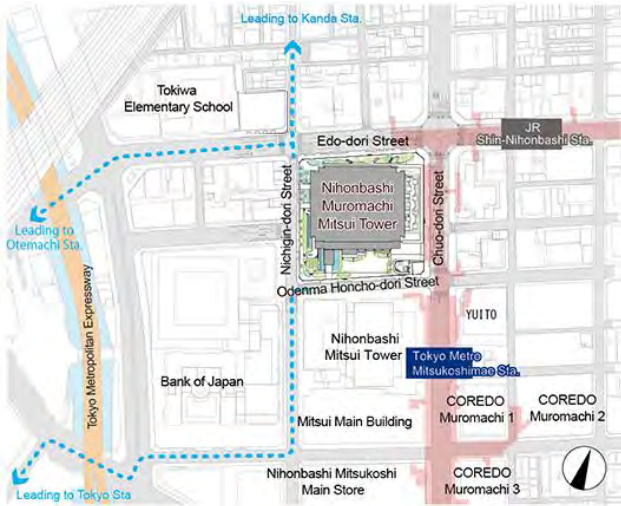 Leading to Kanda Sta.
Tokiwa
Elementary School
Edo-dori Street
JR
Shin-Nihonbashi Sta.
Nihonbashi
Muromachi
Mitsui Tower
Nichigin-dori Street
Chuo-dori Street
Leading to
Otemachi Sta.
Odenma Honcho-dori Street
Tokyo Metropolitan Expressway
YUITO
Nihonbashi
Mitsui Tower
Tokyo Metro
Mitsukoshimae Sta.
Bank of Japan
COREDO
Muromachi 1
COREDO
Muromachi 2
Mitsui Main Building
Nihonbashi Mitsukoshi
Main Store
COREDO
Muromachi 3
Leading to Tokyo Sta